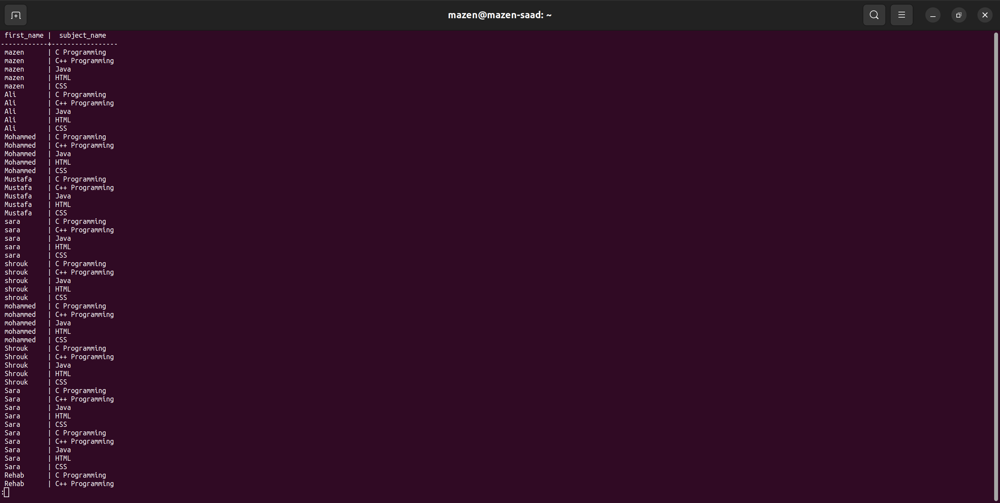 mazen@mazen-saad: ~
 first_name |  subject_name
------------+-----------------
 mazen      | C Programming
 mazen      | C++ Programming
 mazen      | Java
 mazen      | HTML
 mazen      | CSS
 Ali        | C Programming
 Ali        | C++ Programming
 Ali        | Java
 Ali        | HTML
 Ali        | CSS
 Mohammed   | C Programming
 Mohammed   | C++ Programming
 Mohammed   | Java
 Mohammed   | HTML
 Mohammed   | CSS
 Mustafa    | C Programming
 Mustafa    | C++ Programming
 Mustafa    | Java
 Mustafa    | HTML
 Mustafa    | CSS
 sara       | C Programming
 sara       | C++ Programming
 sara       | Java
 sara       | HTML
 sara       | CSS
 shrouk     | C Programming
 shrouk     | C++ Programming
 shrouk     | Java
 shrouk     | HTML
 shrouk     | CSS
 mohammed   | C Programming
 mohammed   | C++ Programming
 mohammed   | Java
 mohammed   | HTML
 mohammed   | CSS
 Shrouk     | C Programming
 Shrouk     | C++ Programming
 Shrouk     | Java
 Shrouk     | HTML
 Shrouk     | CSS
 Sara       | C Programming
 Sara       | C++ Programming
 Sara       | Java
 Sara       | HTML
 Sara       | CSS
 Sara       | C Programming
 Sara       | C++ Programming
 Sara       | Java
 Sara       | HTML
 Sara       | CSS
 Rehab      | C Programming
 Rehab      | C++ Programming
: